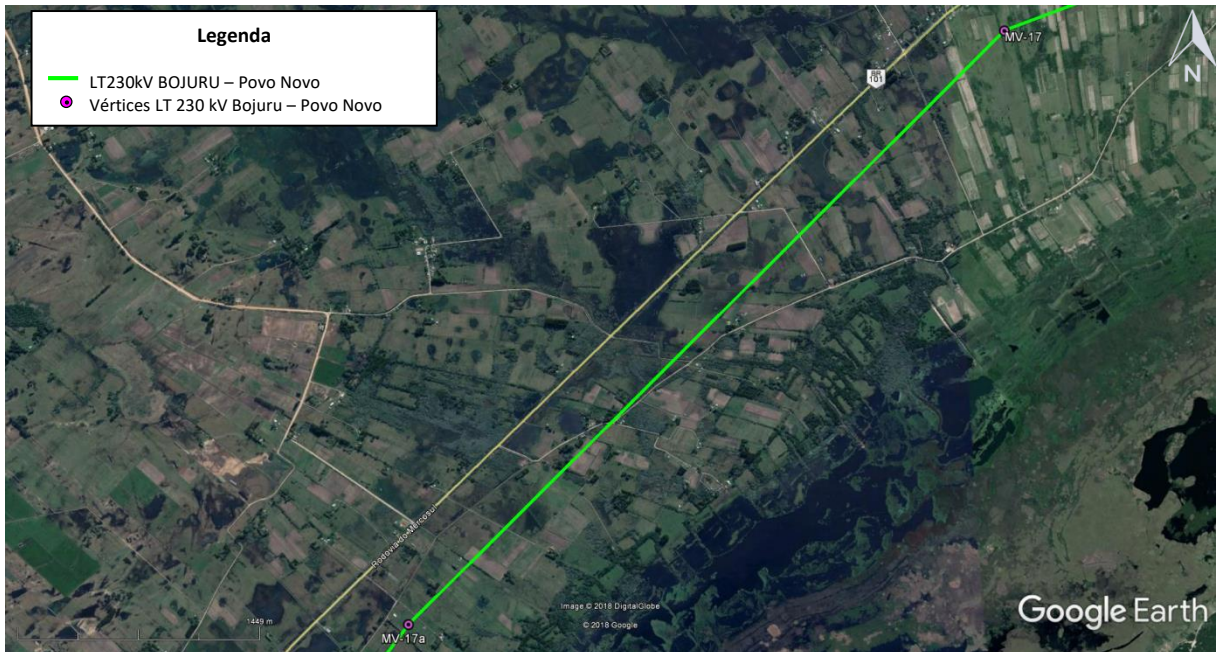 Legenda
LT230kV BOJURU – Povo Novo
Vértices LT 230 kV Bojuru – Povo Novo
MV-17
BR
101
N
Rodovia do Mercosul
1449 m
MV-17a
Image © 2018 DigitalGlobe
© 2018 Google
Google Earth